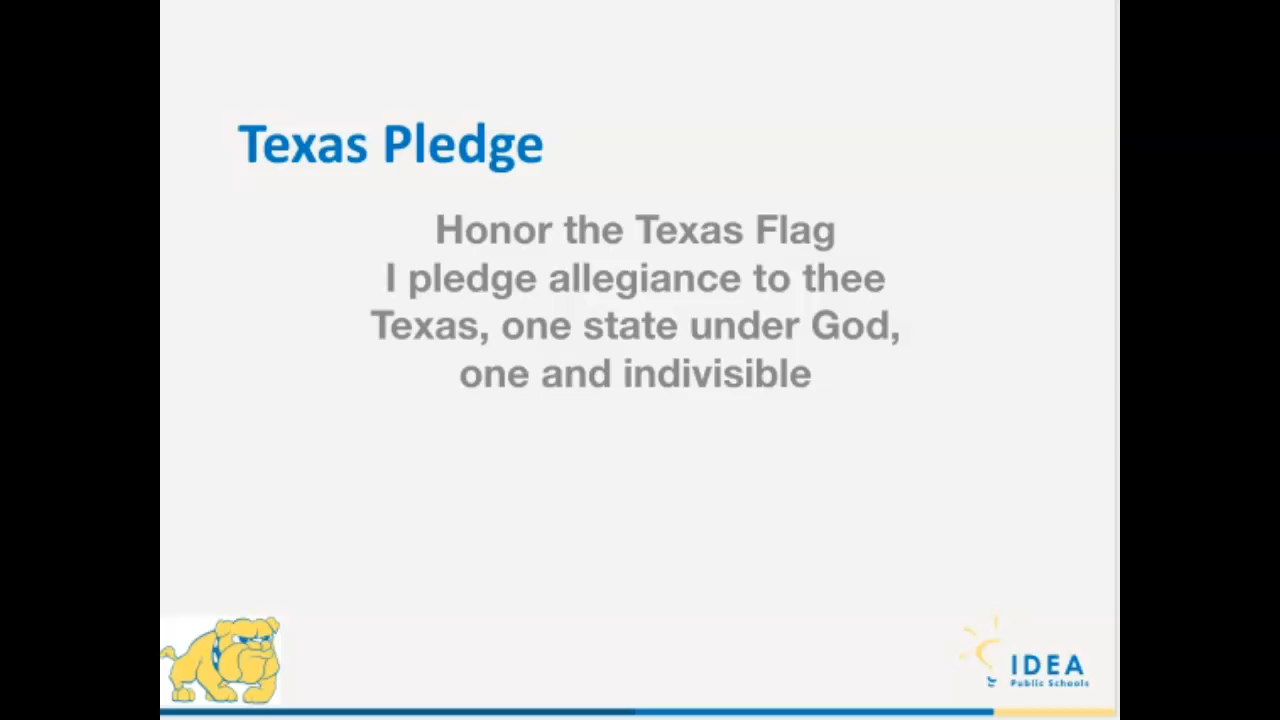 Texas Pledge
Honor the Texas Flag
I pledge allegiance to thee
Texas, one state under God,
one and indivisible
IDEA
Public Schools